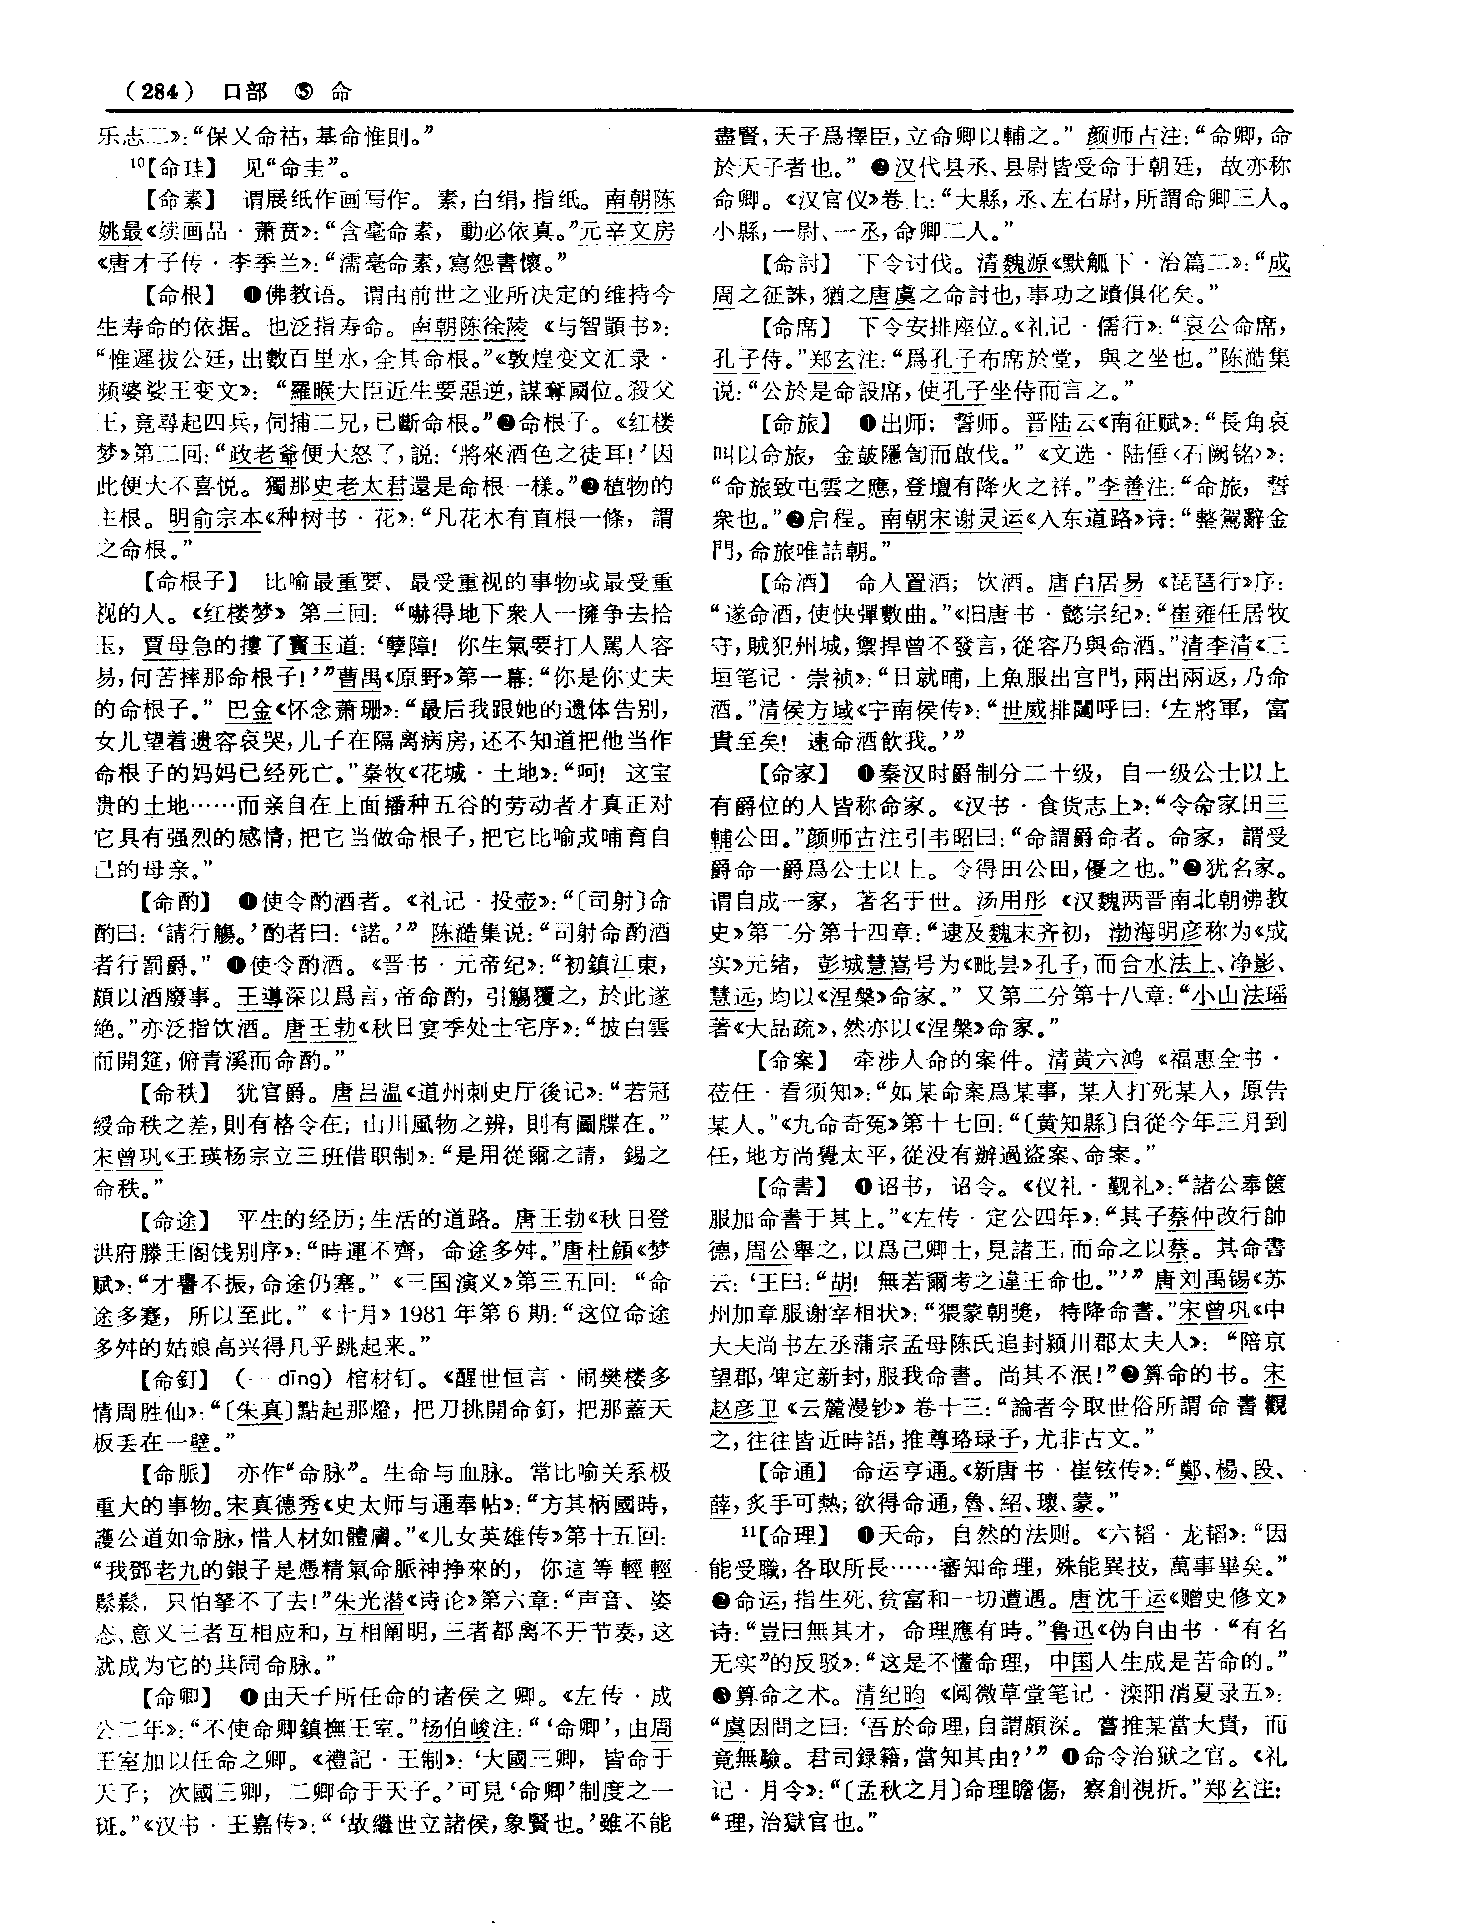 （284） 口部 ⑤ 命
乐志二》：“保乂命祜，基命惟則。”
¹⁰【命珪】 见“命圭”。
【命素】 谓展纸作画写作。素，白绢，指纸。南朝陈
姚最《续画品·萧贲》：“含毫命素，動必依真。”元辛文房
《唐才子传·李季兰》：“濡毫命素，寫怨書懷。”
【命根】 ❶佛教语。谓由前世之业所决定的维持今
生寿命的依据。也泛指寿命。南朝陈徐陵《与智顗书》：
“惟遲拔公廷，出數百里水，全其命根。”《敦煌变文汇录·
频婆娑王变文》：“羅睺大臣近生要惡逆，謀奪國位。殺父
王，竟尋起四兵，伺捕二兄，已斷命根。”❷命根子。《红楼
梦》第二回：“政老爺便大怒了，説：‘將來酒色之徒耳！’因
此便大不喜悦。獨那史老太君還是命根一樣。”❸植物的
主根。明俞宗本《种树书·花》：“凡花木有直根一條，謂
之命根。”
【命根子】 比喻最重要、最受重视的事物或最受重
视的人。《红楼梦》第三回：“嚇得地下衆人一擁争去拾
玉，賈母急的摟了寶玉道：‘孽障！你生氣要打人駡人容
易，何苦摔那命根子！’”曹禺《原野》第一幕：“你是你丈夫
的命根子。”巴金《怀念萧珊》：“最后我跟她的遗体告别，
女儿望着遗容哀哭，儿子在隔离病房，还不知道把他当作
命根子的妈妈已经死亡。”秦牧《花城·土地》：“呵！这宝
贵的土地……而亲自在上面播种五谷的劳动者才真正对
它具有强烈的感情，把它当做命根子，把它比喻或哺育自
己的母亲。”
【命酌】 ❶使令酌酒者。《礼记·投壶》：“〔司射〕命
酌曰：‘請行觴。’酌者曰：‘諾。’”陈澔集说：“司射命酌酒
者行罰爵。”❶使令酌酒。《晋书·元帝纪》：“初鎮江東，
頗以酒廢事。王導深以爲言，帝命酌，引觴覆之，於此遂
絶。”亦泛指饮酒。唐王勃《秋日宴季处士宅序》：“披白雲
而開筵，俯青溪而命酌。”
【命秩】 犹官爵。唐吕温《道州刺史厅後记》：“若冠
綬命秩之差，則有格令在；山川風物之辨，則有圖牒在。”
宋曾巩《王瑛杨宗立三班借职制》：“是用從爾之請，錫之
命秩。”
【命途】 平生的经历；生活的道路。唐王勃《秋日登
洪府滕王阁饯别序》：“時運不齊，命途多舛。”唐杜頠《梦
赋》：“才譽不振，命途仍塞。”《三国演义》第三五回：“命
途多蹇，所以至此。”《十月》1981年第6期：“这位命途
多舛的姑娘高兴得几乎跳起来。”
【命釘】 （－dīng）棺材钉。《醒世恒言·闹樊楼多
情周胜仙》：“〔朱真〕點起那燈，把刀挑開命釘，把那蓋天
板丢在一壁。”
【命脈】 亦作“命脉”。生命与血脉。常比喻关系极
重大的事物。宋真德秀《史太师与通奉帖》：“方其柄國時，
護公道如命脉，惜人材如體膚。”《儿女英雄传》第十五回：
“我鄧老九的銀子是憑精氣命脈神挣來的，你這等輕輕
鬆鬆，只怕拏不了去！”朱光潜《诗论》第六章：“声音、姿
态、意义三者互相应和，互相阐明，三者都离不开节奏，这
就成为它的共同命脉。”
【命卿】 ❶由天子所任命的诸侯之卿。《左传·成
公二年》：“不使命卿鎮撫王室。”杨伯峻注：“‘命卿’，由周
王室加以任命之卿。《禮記·王制》：‘大國三卿，皆命于
天子；次國三卿，二卿命于天子。’可見‘命卿’制度之一
斑。”《汉书·王嘉传》：“‘故繼世立諸侯，象賢也。’雖不能
盡賢，天子爲擇臣，立命卿以輔之。”颜师古注：“命卿，命
於天子者也。”❷汉代县丞、县尉皆受命于朝廷，故亦称
命卿。《汉官仪》卷上：“大縣，丞、左右尉，所謂命卿三人。
小縣，一尉、一丞，命卿二人。”
【命討】 下令讨伐。清魏源《默觚下·治篇二》：“成
周之征誅，猶之唐虞之命討也，事功之蹟俱化矣。”
【命席】 下令安排座位。《礼记·儒行》：“哀公命席，
孔子侍。”郑玄注：“爲孔子布席於堂，與之坐也。”陈澔集
说：“公於是命設席，使孔子坐侍而言之。”
【命旅】 ❶出师；誓师。晋陆云《南征赋》：“長角哀
叫以命旅，金鼓隱訇而啟伐。”《文选·陆倕〈石阙铭〉》：
“命旅致屯雲之應，登壇有降火之祥。”李善注：“命旅，誓
衆也。”❷启程。南朝宋谢灵运《入东道路》诗：“整駕辭金
門，命旅唯詰朝。”
【命酒】 命人置酒；饮酒。唐白居易《琵琶行》序：
“遂命酒，使快彈數曲。”《旧唐书·懿宗纪》：“崔雍任居牧
守，賊犯州城，禦捍曾不發言，從容乃與命酒。”清李清《三
垣笔记·崇祯》：“日就晡，上魚服出宫門，兩出兩返，乃命
酒。”清侯方域《宁南侯传》：“世威排闥呼曰：‘左將軍，富
貴至矣！速命酒飲我。’”
【命家】 ❶秦汉时爵制分二十级，自一级公士以上
有爵位的人皆称命家。《汉书·食货志上》：“令命家田三
輔公田。”颜师古注引韦昭曰：“命謂爵命者。命家，謂受
爵命一爵爲公士以上。令得田公田，優之也。”❷犹名家。
谓自成一家，著名于世。汤用彤《汉魏两晋南北朝佛教
史》第二分第十四章：“逮及魏末齐初，渤海明彦称为《成
实》元绪，彭城慧嵩号为《毗昙》孔子，而合水法上、净影、
慧远，均以《涅槃》命家。”又第二分第十八章：“小山法瑶
著《大品疏》，然亦以《涅槃》命家。”
【命案】 牵涉人命的案件。清黄六鸿《福惠全书·
莅任·看须知》：“如某命案爲某事，某人打死某人，原告
某人。”《九命奇冤》第十七回：“〔黄知縣〕自從今年三月到
任，地方尚覺太平，從没有辦過盗案、命案。”
【命書】 ❶诏书，诏令。《仪礼·觐礼》：“諸公奉篋
服加命書于其上。”《左传·定公四年》：“其子蔡仲改行帥
德，周公舉之，以爲己卿士，見諸王，而命之以蔡。其命書
云：‘王曰：“胡！無若爾考之違王命也。”’”唐刘禹锡《苏
州加章服谢宰相状》：“猥蒙朝奬，特降命書。”宋曾巩《中
大夫尚书左丞蒲宗孟母陈氏追封颍川郡太夫人》：“陪京
望郡，俾定新封，服我命書。尚其不泯！”❷算命的书。宋
赵彦卫《云麓漫钞》卷十三：“論者今取世俗所謂命書觀
之，往往皆近時語，推尊珞琭子，尤非古文。”
【命通】 命运亨通。《新唐书·崔铉传》：“鄭、楊、段、
薛，炙手可熱；欲得命通，魯、紹、瓌、蒙。”
¹¹【命理】 ❶天命，自然的法则。《六韬·龙韬》：“因
能受職，各取所長……審知命理，殊能異技，萬事畢矣。”
❷命运，指生死、贫富和一切遭遇。唐沈千运《赠史修文》
诗：“豈曰無其才，命理應有時。”鲁迅《伪自由书·“有名
无实”的反驳》：“这是不懂命理，中国人生成是苦命的。”
❸算命之术。清纪昀《阅微草堂笔记·滦阳消夏录五》：
“虞因問之曰：‘吾於命理，自謂頗深。嘗推某當大貴，而
竟無驗。君司録籍，當知其由？’”❶命令治狱之官。《礼
记·月令》：“〔孟秋之月〕命理瞻傷，察創視折。”郑玄注：
“理，治獄官也。”